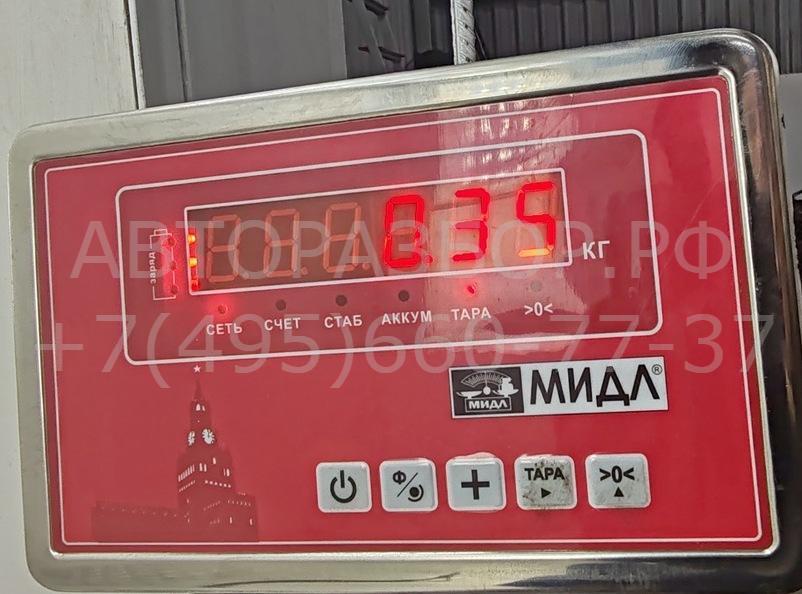 0.35
КГ
заряд
СЕТЬ СЧЕТ СТАБ АККУМ ТАРА >0<
АВТОРАЗБОР.РФ
+7(495)660-77-37
МИДЛ МИДЛ®
Ф ТАРА >0<